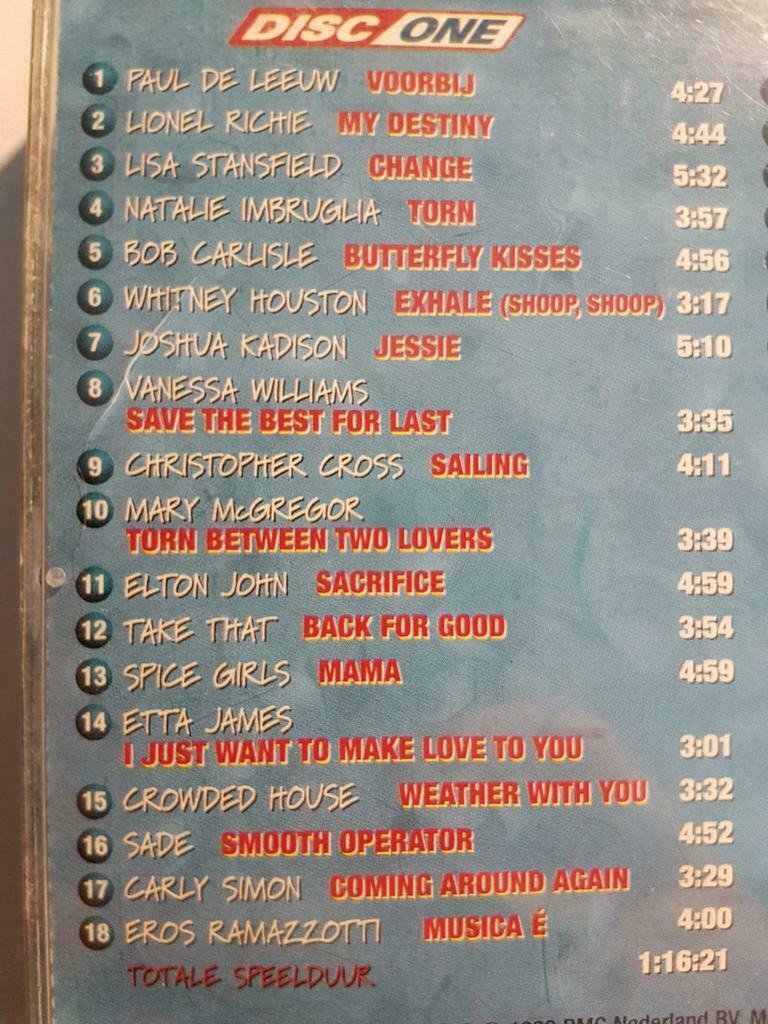 DISC ONE
1 PAUL DE LEEUW VOORBIJ 4:27
2 LIONEL RICHIE MY DESTINY 4:44
3 LISA STANSFIELD CHANGE 5:32
4 NATALIE IMBRUGLIA TORN 3:57
5 BOB CARLISLE BUTTERFLY KISSES 4:56
6 WHITNEY HOUSTON EXHALE (SHOOP, SHOOP) 3:17
7 JOSHUA KADISON JESSIE 5:10
8 VANESSA WILLIAMS
SAVE THE BEST FOR LAST 3:35
9 CHRISTOPHER CROSS SAILING 4:11
10 MARY McGREGOR
TORN BETWEEN TWO LOVERS 3:39
11 ELTON JOHN SACRIFICE 4:59
12 TAKE THAT BACK FOR GOOD 3:54
13 SPICE GIRLS MAMA 4:59
14 ETTA JAMES
I JUST WANT TO MAKE LOVE TO YOU 3:01
15 CROWDED HOUSE WEATHER WITH YOU 3:32
16 SADE SMOOTH OPERATOR 4:52
17 CARLY SIMON COMING AROUND AGAIN 3:29
18 EROS RAMAZZOTTI MUSICA É 4:00
TOTALE SPEELDUUR 1:16:21
Nederland BV